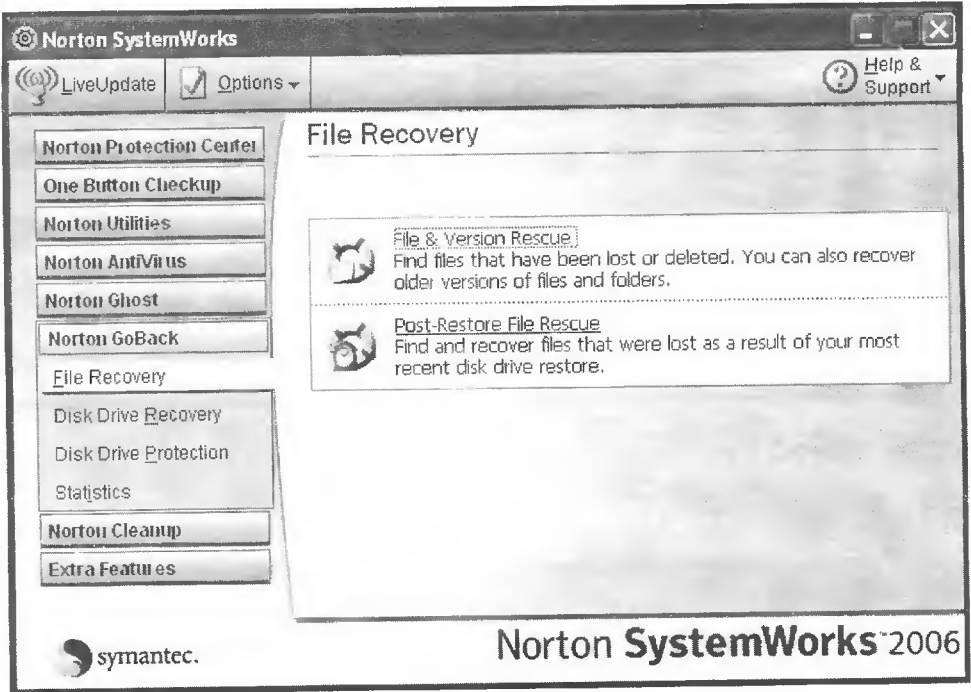 Norton SystemWorks
LiveUpdate
Options
Help &
Support
Norton Protection Center
One Button Checkup
Norton Utilities
Norton AntiVirus
Norton Ghost
Norton GoBack
File Recovery
Disk Drive Recovery
Disk Drive Protection
Statistics
Norton Cleanup
Extra Features
File Recovery
File & Version Rescue
Find files that have been lost or deleted. You can also recover
older versions of files and folders.
Post-Restore File Rescue
Find and recover files that were lost as a result of your most
recent disk drive restore.
symantec.
Norton SystemWorks™ 2006